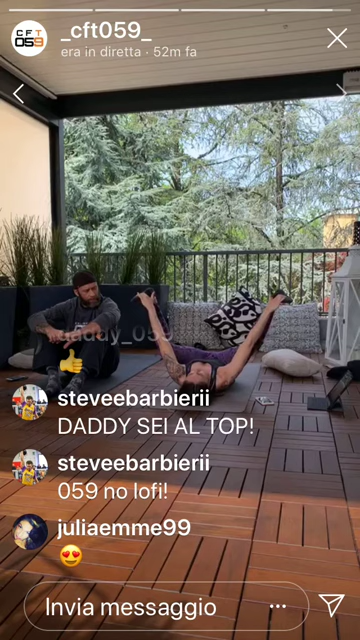 CFT
059
_cft059_
era in diretta · 52m fa
daddy_059
steveebarbierii
DADDY SEI AL TOP!
steveebarbierii
059 no lofi!
juliaemme99
Invia messaggio